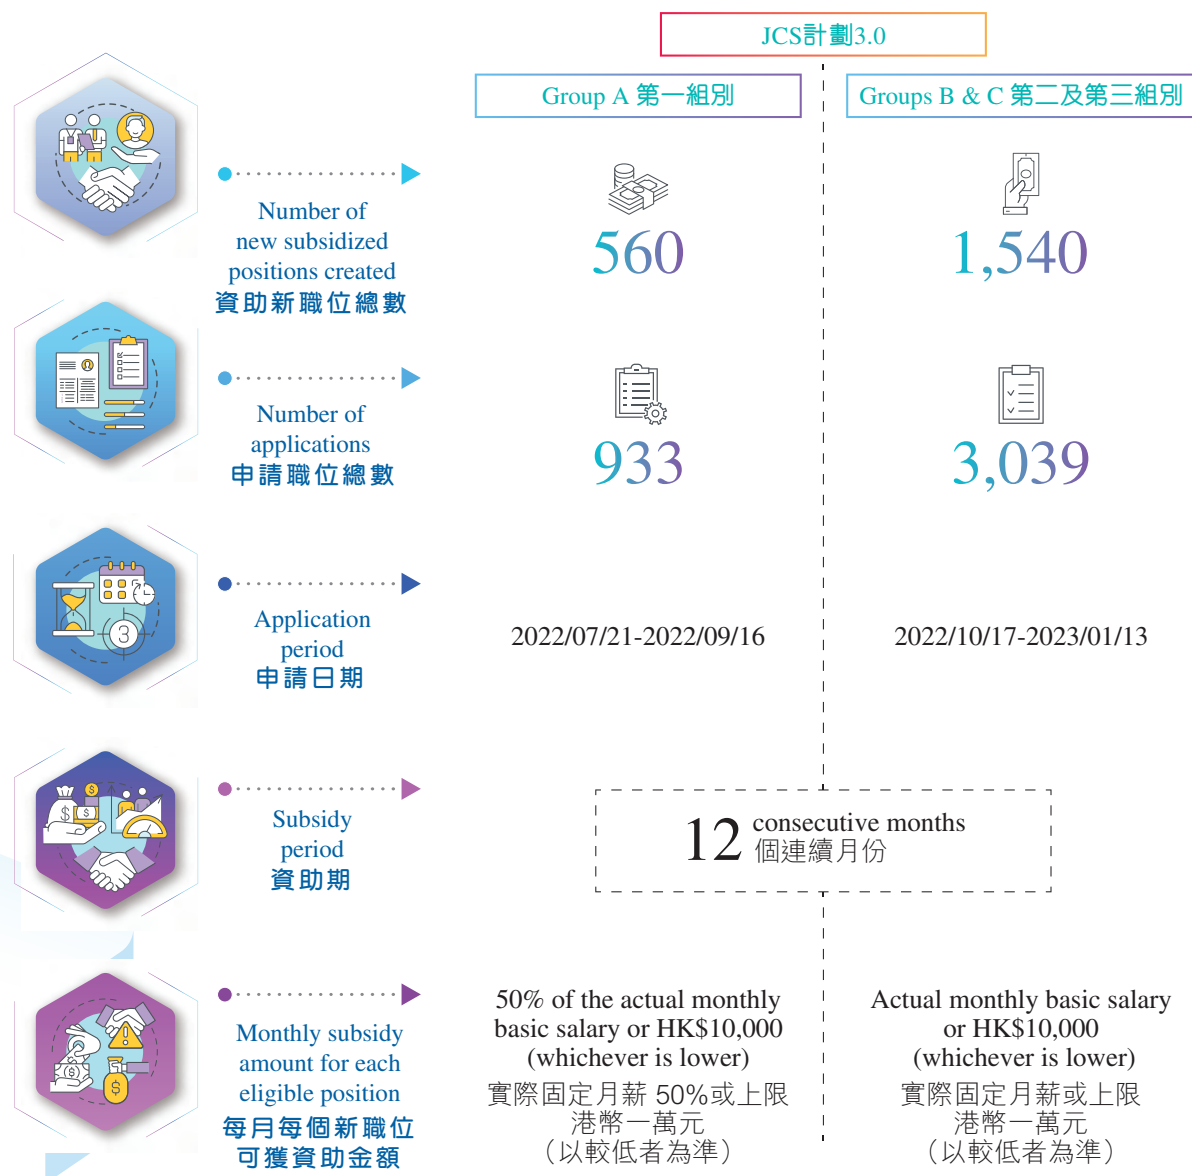 JCS計劃3.0
Group A 第一組別
Groups B & C 第二及第三組別
Number of
new subsidized
positions created
資助新職位總數
560
1,540
Number of
applications
申請職位總數
933
3,039
Application
period
申請日期
3
2022/07/21-2022/09/16
2022/10/17-2023/01/13
Subsidy
period
資助期
12 consecutive months
個連續月份
Monthly subsidy
amount for each
eligible position
每月每個新職位
可獲資助金額
50% of the actual monthly
basic salary or HK$10,000
(whichever is lower)
實際固定月薪 50%或上限
港幣一萬元
（以較低者為準）
Actual monthly basic salary
or HK$10,000
(whichever is lower)
實際固定月薪或上限
港幣一萬元
（以較低者為準）